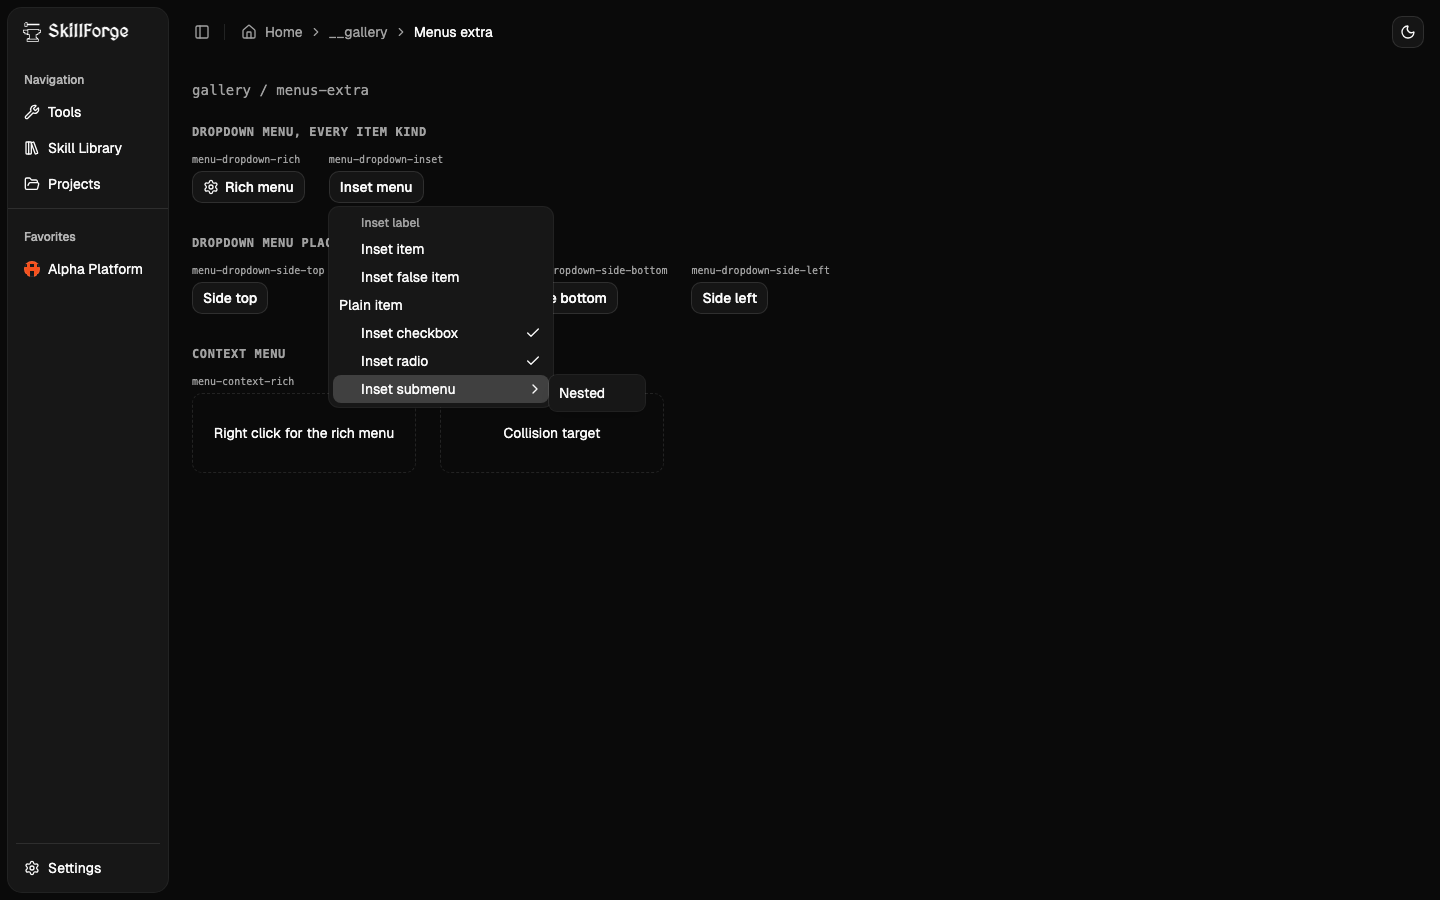 SkillForge
Navigation
Tools
Skill Library
Projects
Favorites
Alpha Platform
Settings
Home > __gallery > Menus extra
gallery / menus-extra
DROPDOWN MENU, EVERY ITEM KIND
menu-dropdown-rich menu-dropdown-inset
Rich menu Inset menu
Inset label
Inset item
Inset false item
Plain item
Inset checkbox
Inset radio
Inset submenu
Nested
DROPDOWN MENU
menu-dropdown-side-top ropdown-side-bottom menu-dropdown-side-left
Side top bottom Side left
CONTEXT MENU
menu-context-rich
Right click for the rich menu Collision target